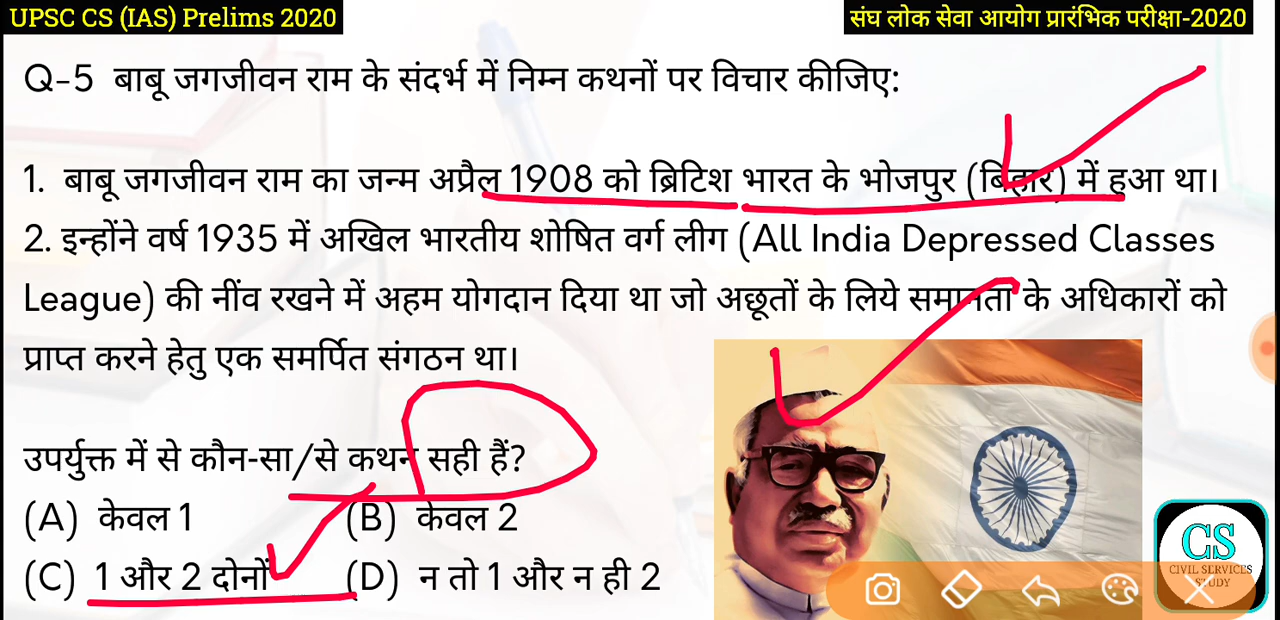 UPSC CS (IAS) Prelims 2020
संघ लोक सेवा आयोग प्रारंभिक परीक्षा-2020
Q-5 बाबू जगजीवन राम के संदर्भ में निम्न कथनों पर विचार कीजिए:
1. बाबू जगजीवन राम का जन्म अप्रैल 1908 को ब्रिटिश भारत के भोजपुर (बिहार) में हुआ था।
2. इन्होंने वर्ष 1935 में अखिल भारतीय शोषित वर्ग लीग (All India Depressed Classes
League) की नींव रखने में अहम योगदान दिया था जो अछूतों के लिये समानता के अधिकारों को
प्राप्त करने हेतु एक समर्पित संगठन था।
उपर्युक्त में से कौन-सा/से कथन सही हैं?
(A) केवल 1 (B) केवल 2
(C) 1 और 2 दोनों (D) न तो 1 और न ही 2
CS
CIVIL SERVICES
STUDY